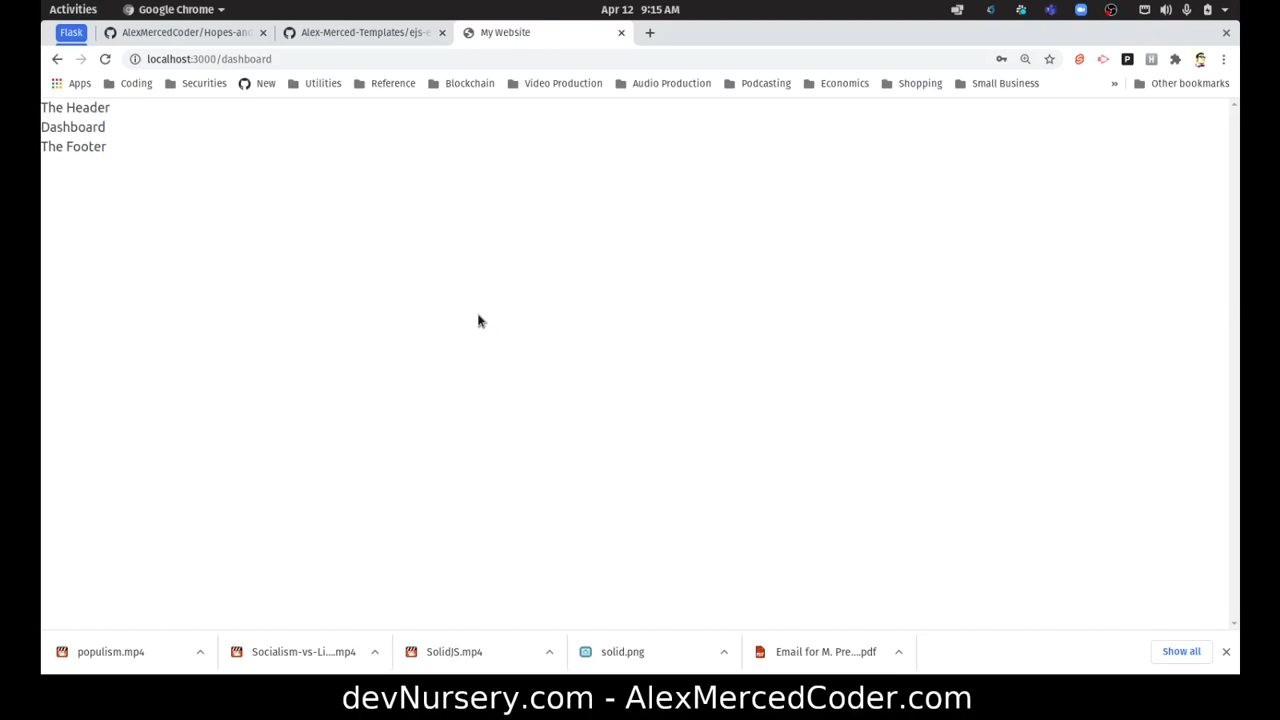 Activities
Google Chrome
Apr 12 9:15 AM
Flask
AlexMercedCoder/Hopes-and
Alex-Merced-Templates/ejs-e
My Website
localhost:3000/dashboard
P
H
Apps
Coding
Securities
New
Utilities
Reference
Blockchain
Video Production
Audio Production
Podcasting
Economics
Shopping
Small Business
»
Other bookmarks
The Header
Dashboard
The Footer
populism.mp4
Socialism-vs-Li....mp4
SolidJS.mp4
solid.png
Email for M. Pre....pdf
Show all
devNursery.com - AlexMercedCoder.com